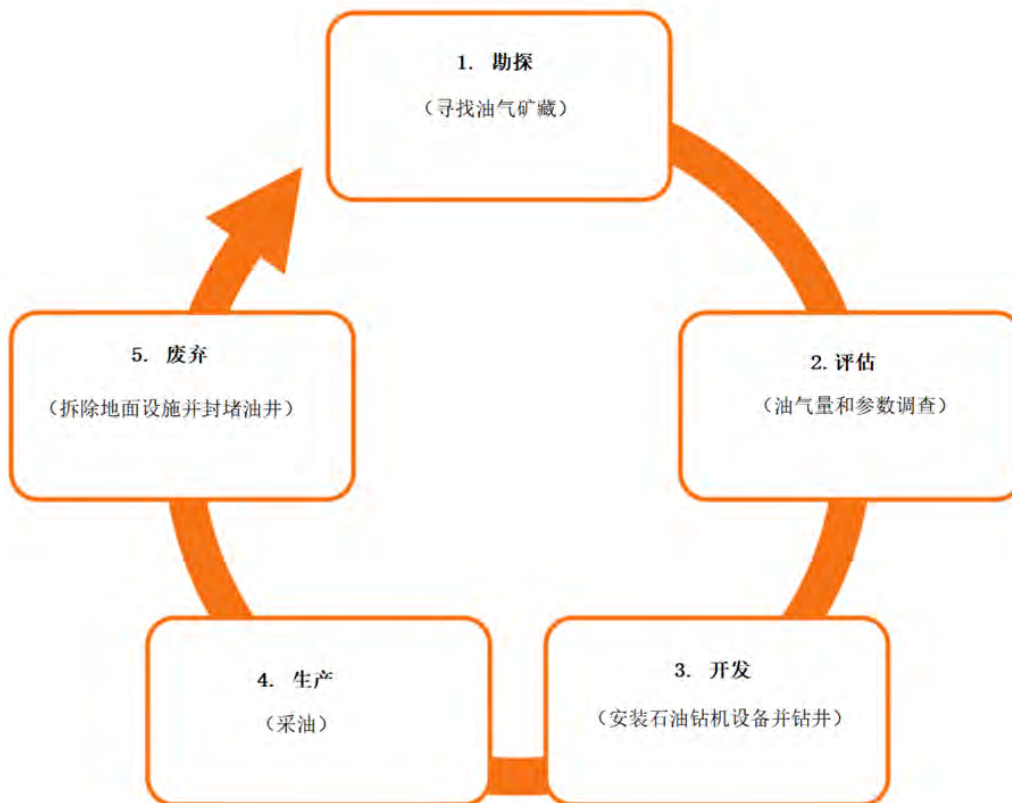 1. 勘探
（寻找油气矿藏）
2.评估
（油气量和参数调查）
3. 开发
（安装石油钻机设备并钻井）
4. 生产
（采油）
5. 废弃
（拆除地面设施并封堵油井）